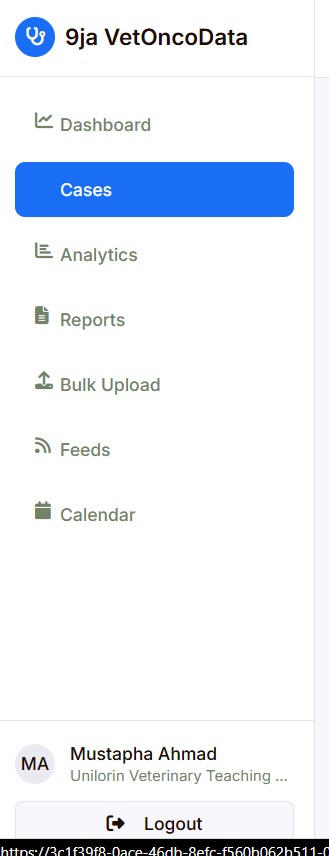 9ja VetOncoData
Dashboard
Cases
Analytics
Reports
Bulk Upload
Feeds
Calendar
MA
Mustapha Ahmad
Unilorin Veterinary Teaching ...
Logout
https://3c1f39f8-0ace-46db-8efc-f560b062b511-0